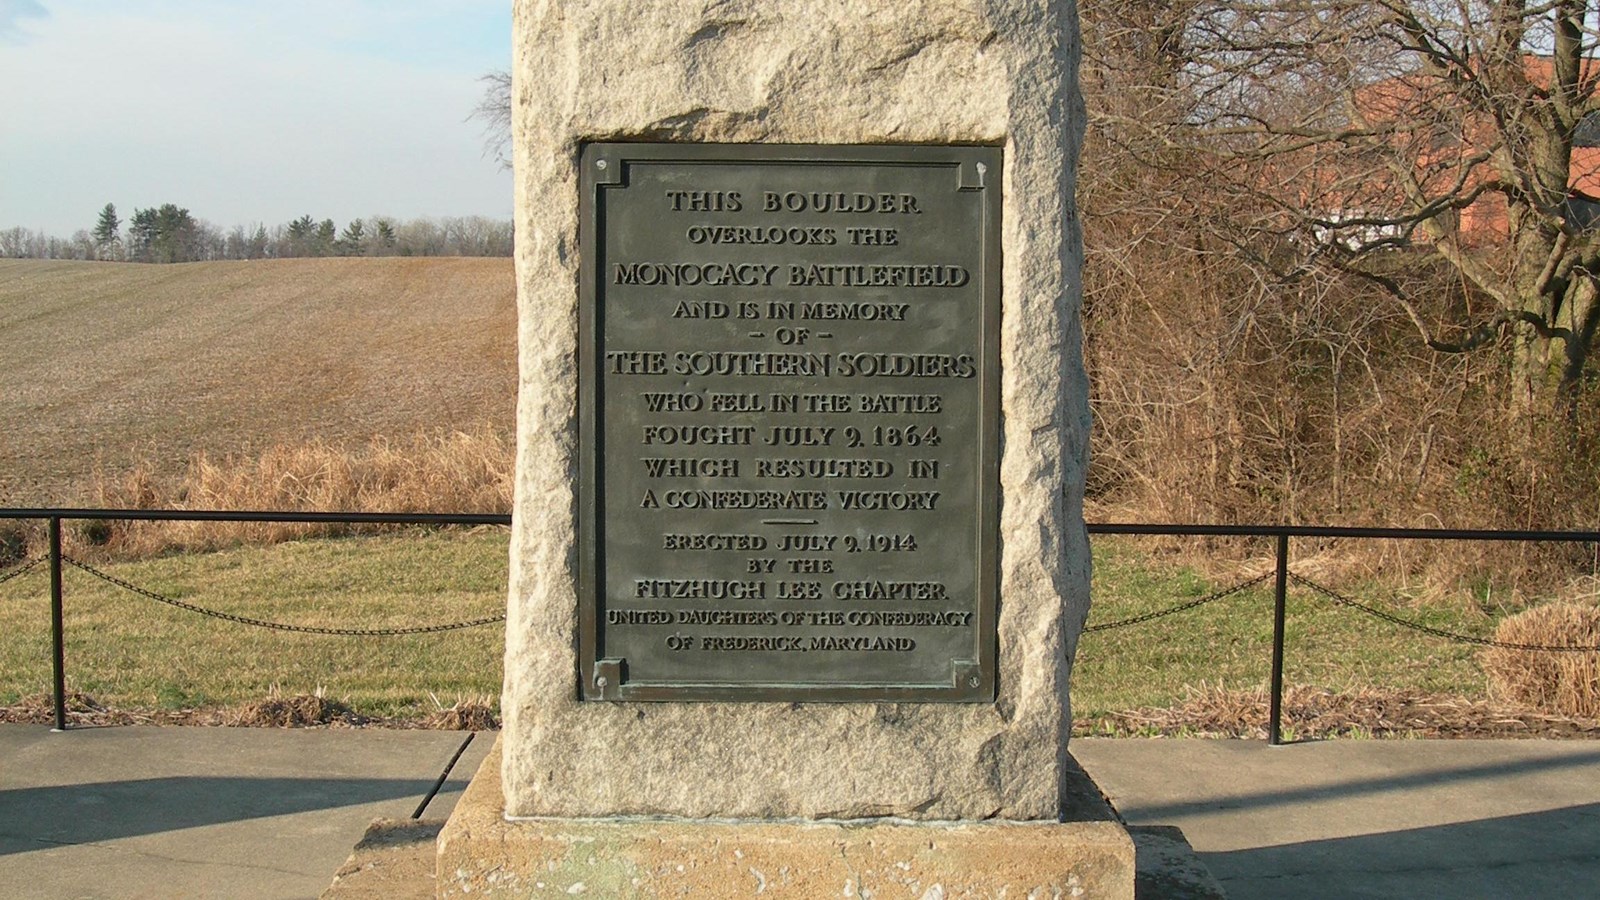 THIS BOULDER
OVERLOOKS THE
MONOCACY BATTLEFIELD
AND IS IN MEMORY
- OF -
THE SOUTHERN SOLDIERS
WHO FELL IN THE BATTLE
FOUGHT JULY 9, 1864
WHICH RESULTED IN
A CONFEDERATE VICTORY
ERECTED JULY 9, 1914
BY THE
FITZHUGH LEE CHAPTER
UNITED DAUGHTERS OF THE CONFEDERACY
OF FREDERICK, MARYLAND